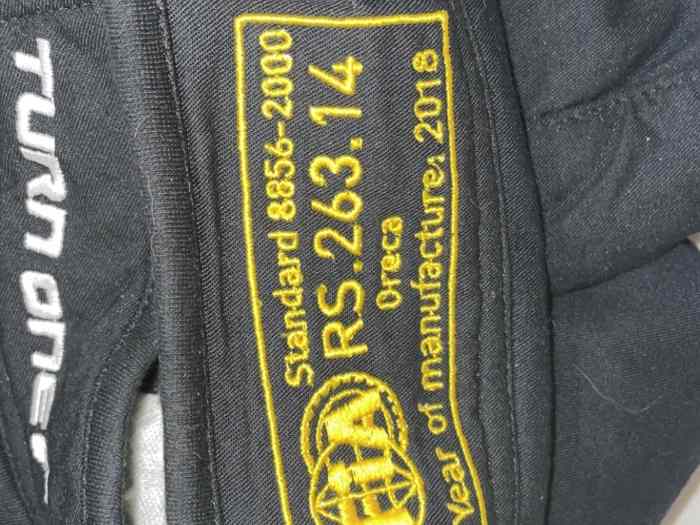 TURN ONE
Standard 8856-2000
RS.263.14
Oreca
FIA
Year of manufacture: 2018